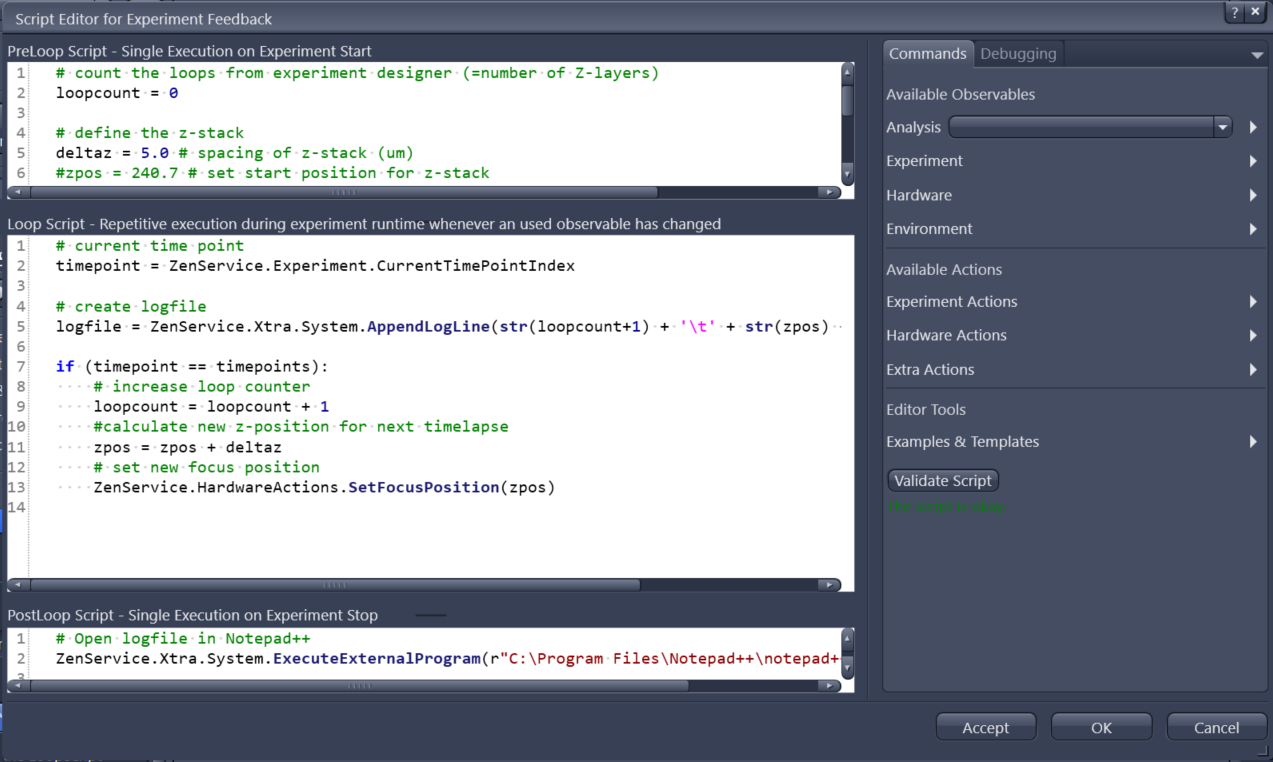 Script Editor for Experiment Feedback
? ×
PreLoop Script - Single Execution on Experiment Start
1 # count the loops from experiment designer (=number of Z-layers)
2 loopcount = 0
3
4 # define the z-stack
5 deltaz = 5.0 # spacing of z-stack (um)
6 #zpos = 240.7 # set start position for z-stack
Loop Script - Repetitive execution during experiment runtime whenever an used observable has changed
1 # current time point
2 timepoint = ZenService.Experiment.CurrentTimePointIndex
3
4 # create logfile
5 logfile = ZenService.Xtra.System.AppendLogLine(str(loopcount+1) + '\t' + str(zpos)
6
7 if (timepoint == timepoints):
8 # increase loop counter
9 loopcount = loopcount + 1
10 #calculate new z-position for next timelapse
11 zpos = zpos + deltaz
12 # set new focus position
13 ZenService.HardwareActions.SetFocusPosition(zpos)
14
PostLoop Script - Single Execution on Experiment Stop
1 # Open logfile in Notepad++
2 ZenService.Xtra.System.ExecuteExternalProgram(r"C:\Program Files\Notepad++\notepad+
3
Commands Debugging
Available Observables
Analysis
Experiment
Hardware
Environment
Available Actions
Experiment Actions
Hardware Actions
Extra Actions
Editor Tools
Examples & Templates
Validate Script
The script is okay.
Accept OK Cancel